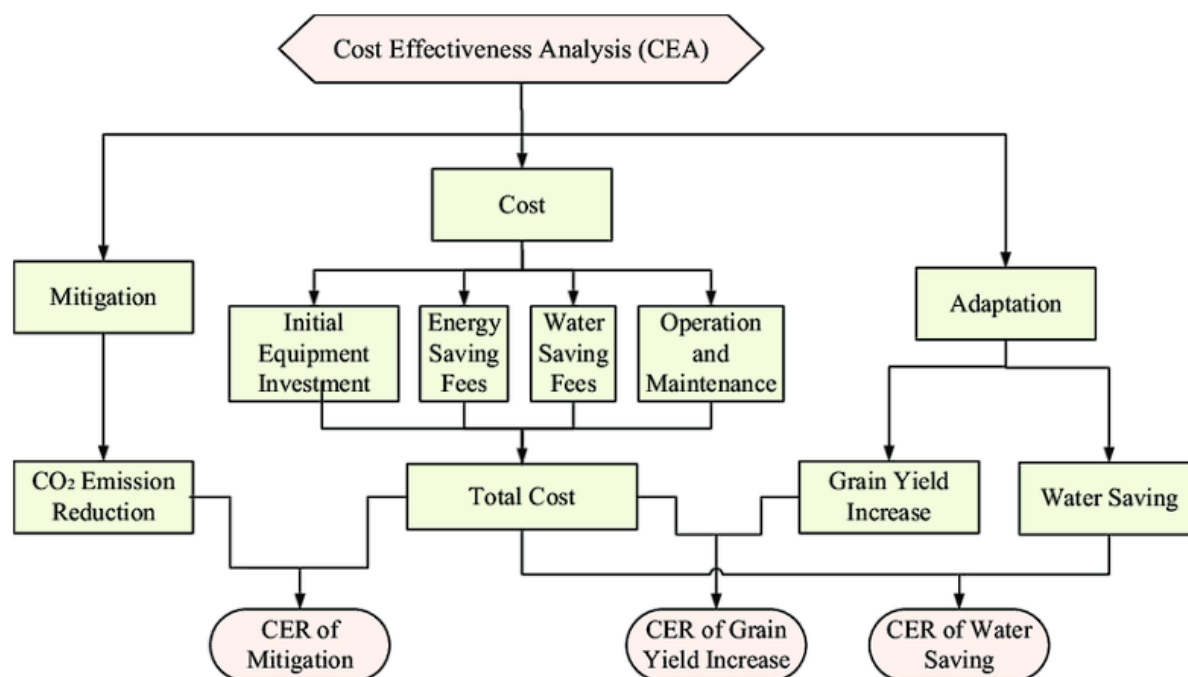 Cost Effectiveness Analysis (CEA)
Cost
Mitigation
Adaptation
Initial
Equipment
Investment
Energy
Saving
Fees
Water
Saving
Fees
Operation
and
Maintenance
CO₂ Emission
Reduction
Total Cost
Grain Yield
Increase
Water Saving
CER of
Mitigation
CER of Grain
Yield Increase
CER of Water
Saving